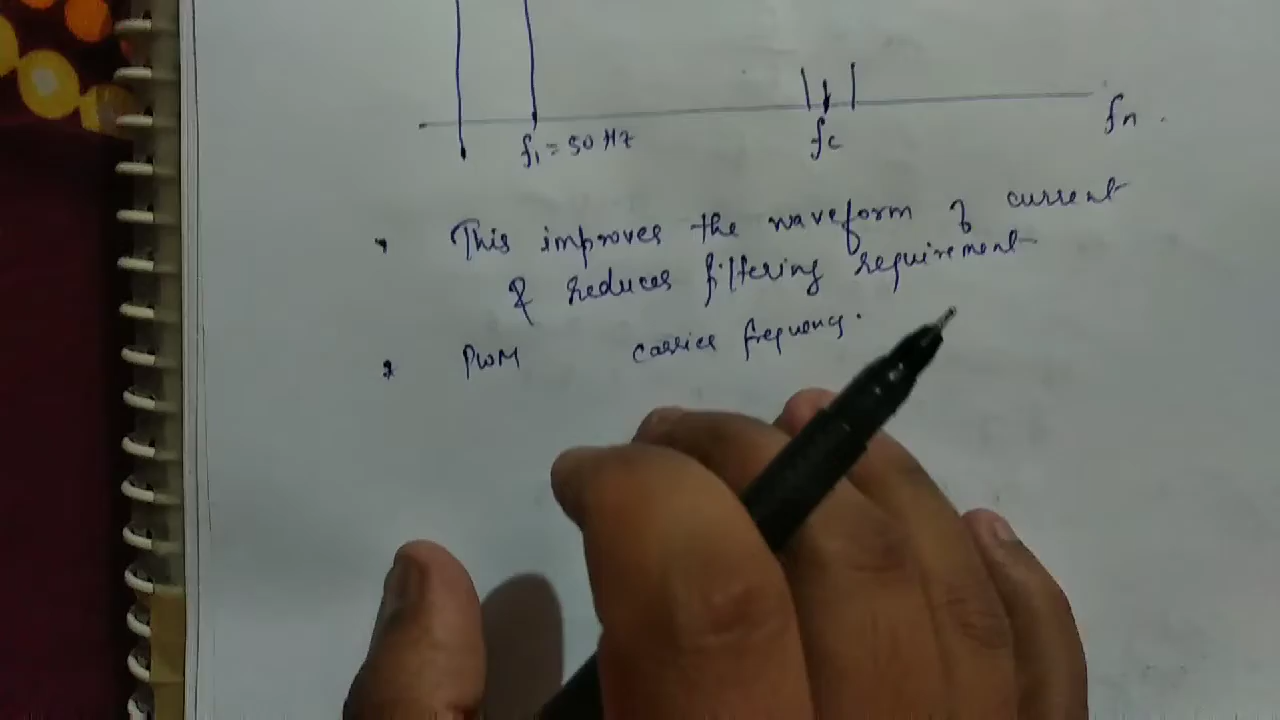 f1 = 50 Hz
fc
fn .
• This improves the waveform of current
& reduces filtering requirement
• PWM carrier frequency.